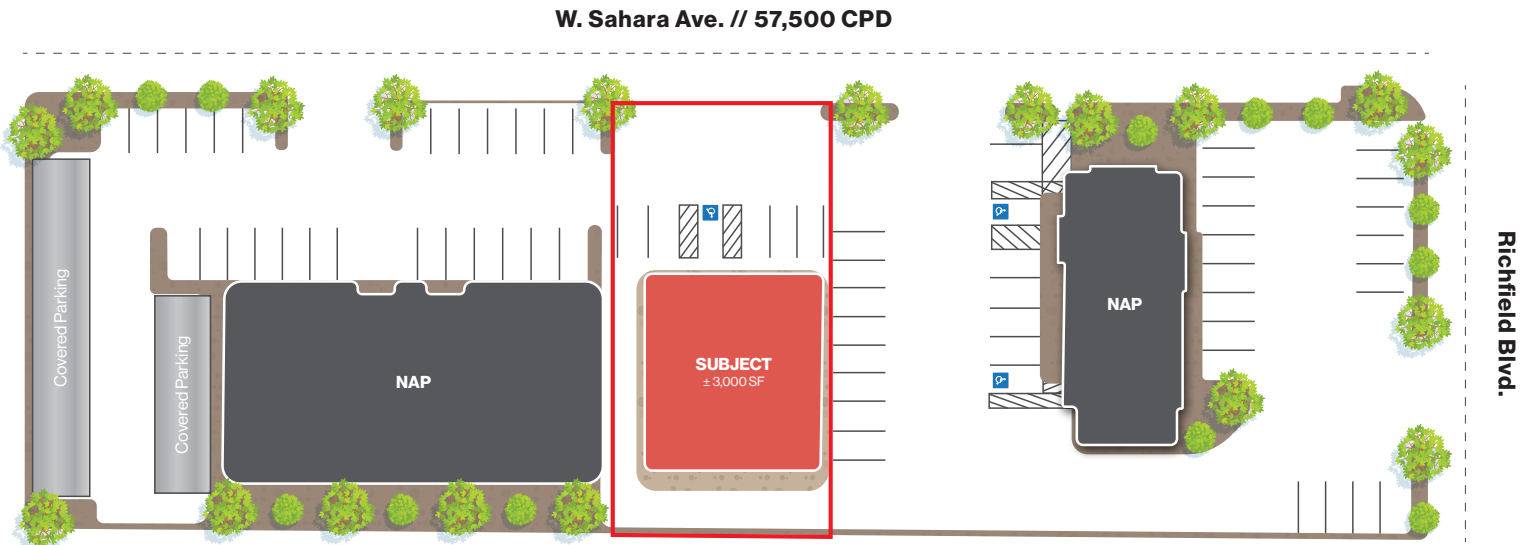 W. Sahara Ave. // 57,500 CPD
Richfield Blvd.
Covered Parking
Covered Parking
NAP
SUBJECT
± 3,000 SF
NAP